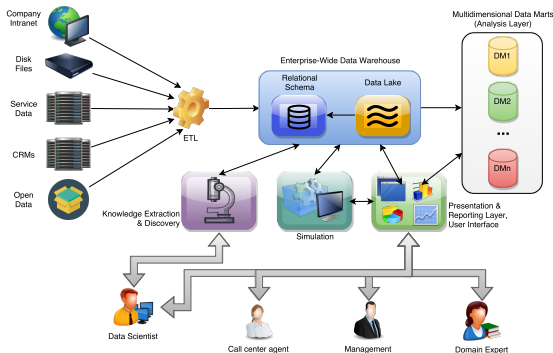 Company
Intranet
Disk
Files
Service
Data
CRMs
Open
Data
ETL
Enterprise-Wide Data Warehouse
Relational
Schema
Data Lake
Multidimensional Data Marts
(Analysis Layer)
DM1
DM2
...
DMn
Knowledge Extraction
& Discovery
Simulation
Presentation &
Reporting Layer,
User Interface
Data Scientist
Call center agent
Management
Domain Expert